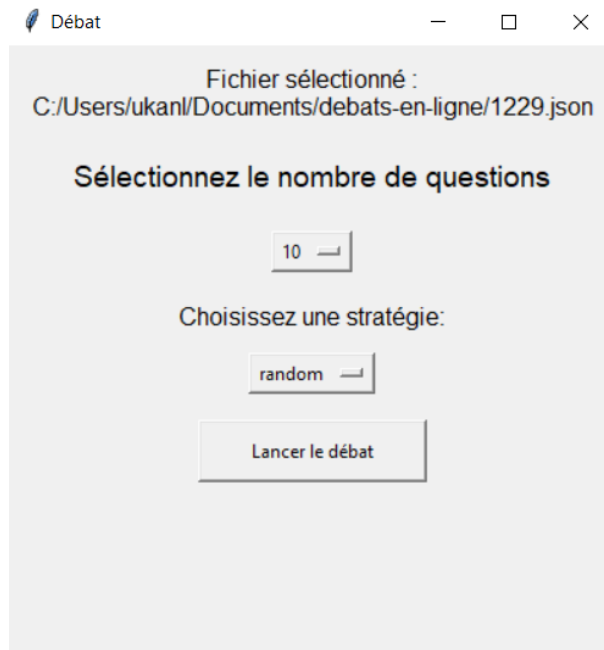 Débat
Fichier sélectionné :
C:/Users/ukanl/Documents/debats-en-ligne/1229.json
Sélectionnez le nombre de questions
10
Choisissez une stratégie:
random
Lancer le débat